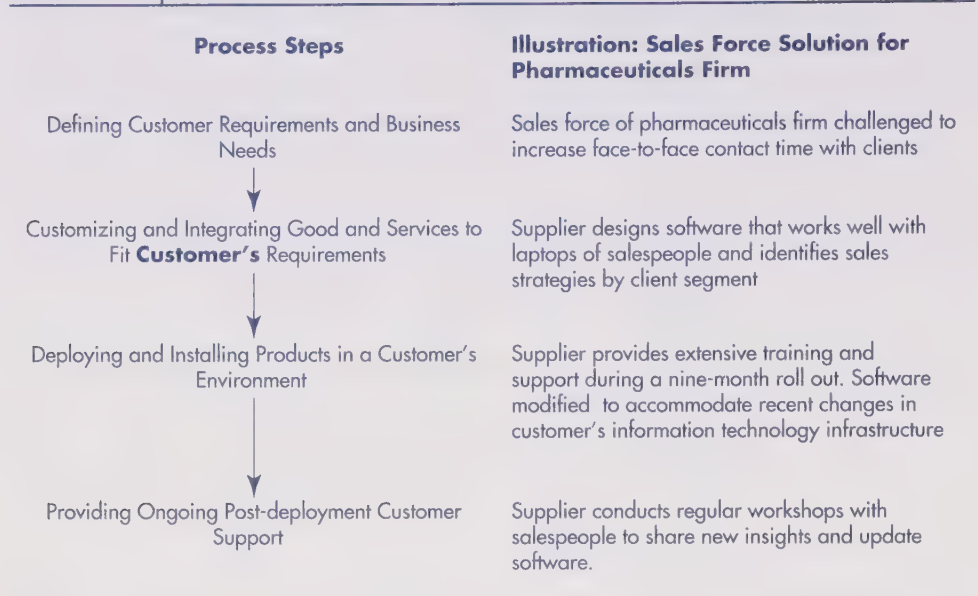 Process Steps
Illustration: Sales Force Solution for
Pharmaceuticals Firm
Defining Customer Requirements and Business
Needs
Sales force of pharmaceuticals firm challenged to
increase face-to-face contact time with clients
Customizing and Integrating Good and Services to
Fit Customer's Requirements
Supplier designs software that works well with
laptops of salespeople and identifies sales
strategies by client segment
Deploying and Installing Products in a Customer's
Environment
Supplier provides extensive training and
support during a nine-month roll out. Software
modified to accommodate recent changes in
customer's information technology infrastructure
Providing Ongoing Post-deployment Customer
Support
Supplier conducts regular workshops with
salespeople to share new insights and update
software.